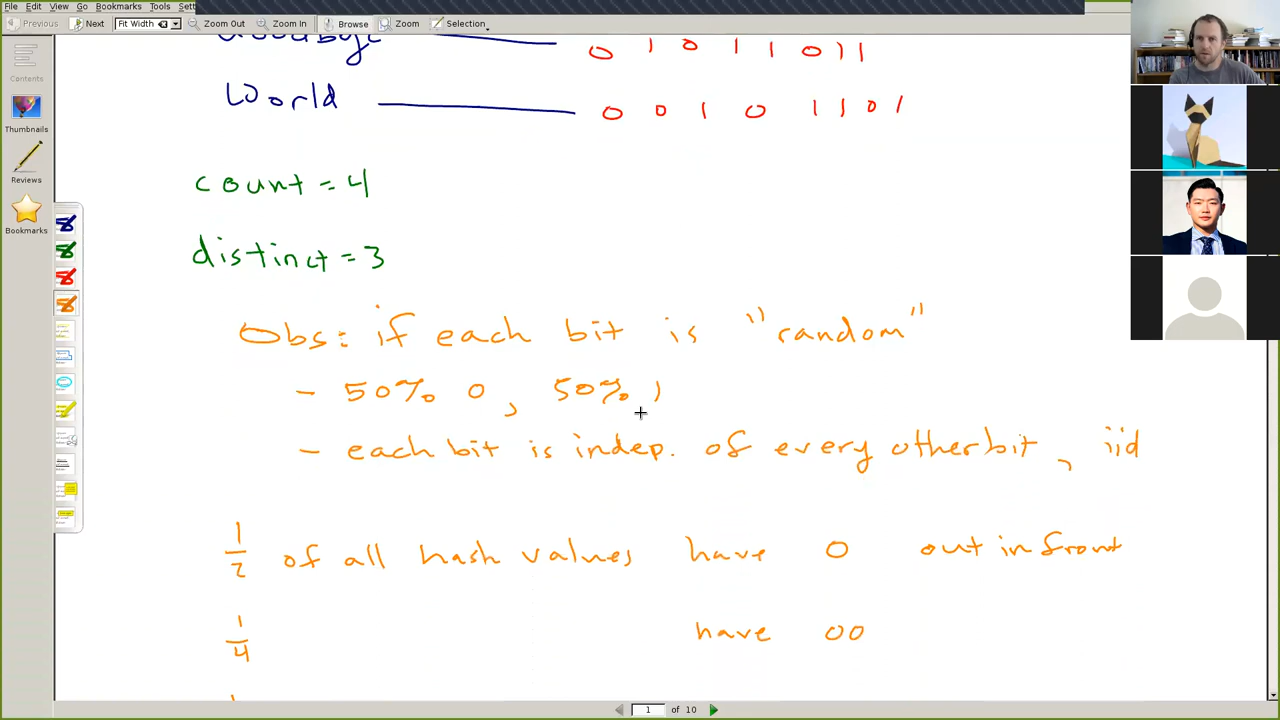 File Edit View Go Bookmarks Tools
Previous Next Fit Width Zoom Out Zoom In Browse Zoom Selection
Contents
Thumbnails
Reviews
Bookmarks
0 1 0 1 1 0 1 1
World 0 0 1 0 1 1 0 1
count = 4
distinct = 3
Obs: if each bit is "random"
- 50% 0, 50% 1
- each bit is indep. of every other bit, iid
1/2 of all hash values have 0 out in front
1/4 have 00
1 of 10